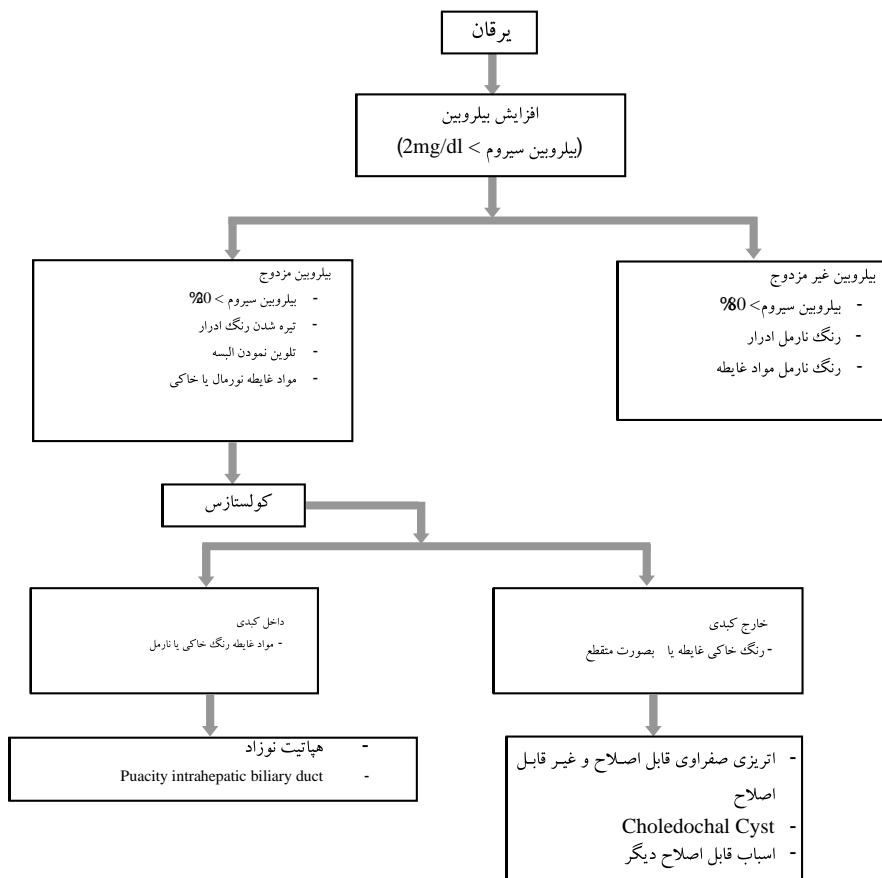 یرقان
افزایش بیلروبین
(بیلروبین سیروم > 2mg/dl)
بیلروبین غیر مزدوج
- بیلروبین سیروم> 80%
- رنگ نارمل ادرار
- رنگ نارمل مواد غایطه
بیلروبین مزدوج
- بیلروبین سیروم > 20%
- تیره شدن رنگ ادرار
- تلوین نمودن البسه
- مواد غایطه نورمال یا خاکی
کولستازس
خارج کبدی
- رنگ خاکی غایطه یا بصورت متقطع
داخل کبدی
- مواد غایطه رنگ خاکی یا نارمل
- اتریزی صفراوی قابل اصلاح و غیر قابل
اصلاح
- Choledochal Cyst
- اسباب قابل اصلاح دیگر
- هپاتیت نوزاد
- Puacity intrahepatic biliary duct